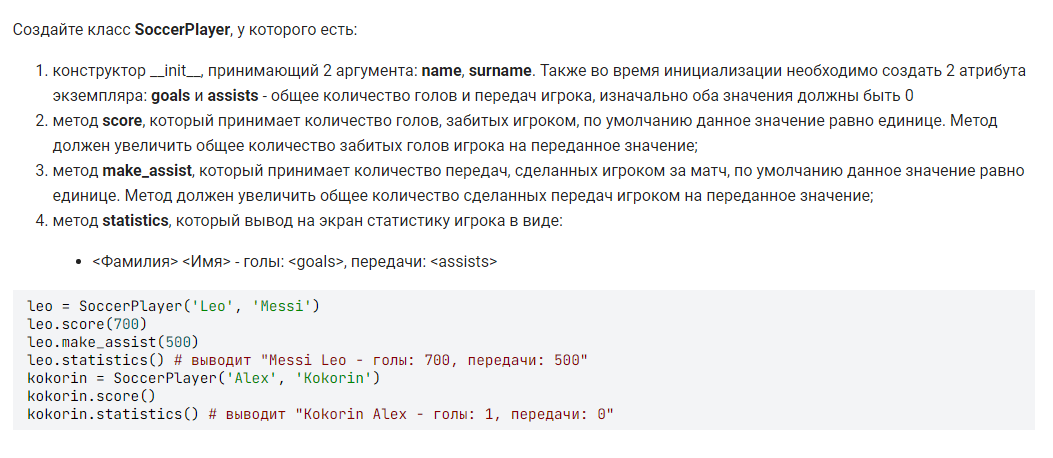 Создайте класс SoccerPlayer, у которого есть:
1. конструктор __init__, принимающий 2 аргумента: name, surname. Также во время инициализации необходимо создать 2 атрибута
экземпляра: goals и assists - общее количество голов и передач игрока, изначально оба значения должны быть 0
2. метод score, который принимает количество голов, забитых игроком, по умолчанию данное значение равно единице. Метод
должен увеличить общее количество забитых голов игрока на переданное значение;
3. метод make_assist, который принимает количество передач, сделанных игроком за матч, по умолчанию данное значение равно
единице. Метод должен увеличить общее количество сделанных передач игроком на переданное значение;
4. метод statistics, который вывод на экран статистику игрока в виде:
• <Фамилия> <Имя> - голы: <goals>, передачи: <assists>
leo = SoccerPlayer('Leo', 'Messi')
leo.score(700)
leo.make_assist(500)
leo.statistics() # выводит "Messi Leo - голы: 700, передачи: 500"
kokorin = SoccerPlayer('Alex', 'Kokorin')
kokorin.score()
kokorin.statistics() # выводит "Kokorin Alex - голы: 1, передачи: 0"